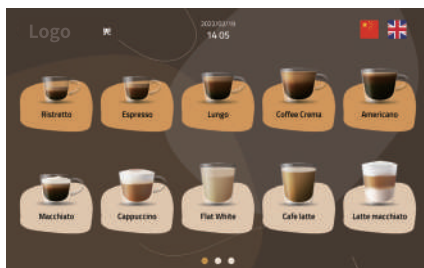 Logo
2023/02/18
14 05
Ristretto
Espresso
Lungo
Coffee Crema
Americano
Macchiato
Cappuccino
Flat White
Cafe latte
Latte macchiato